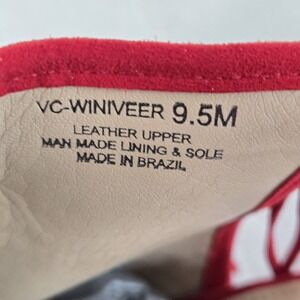 VC-WINIVEER 9.5M
LEATHER UPPER
MAN MADE LINING & SOLE
MADE IN BRAZIL